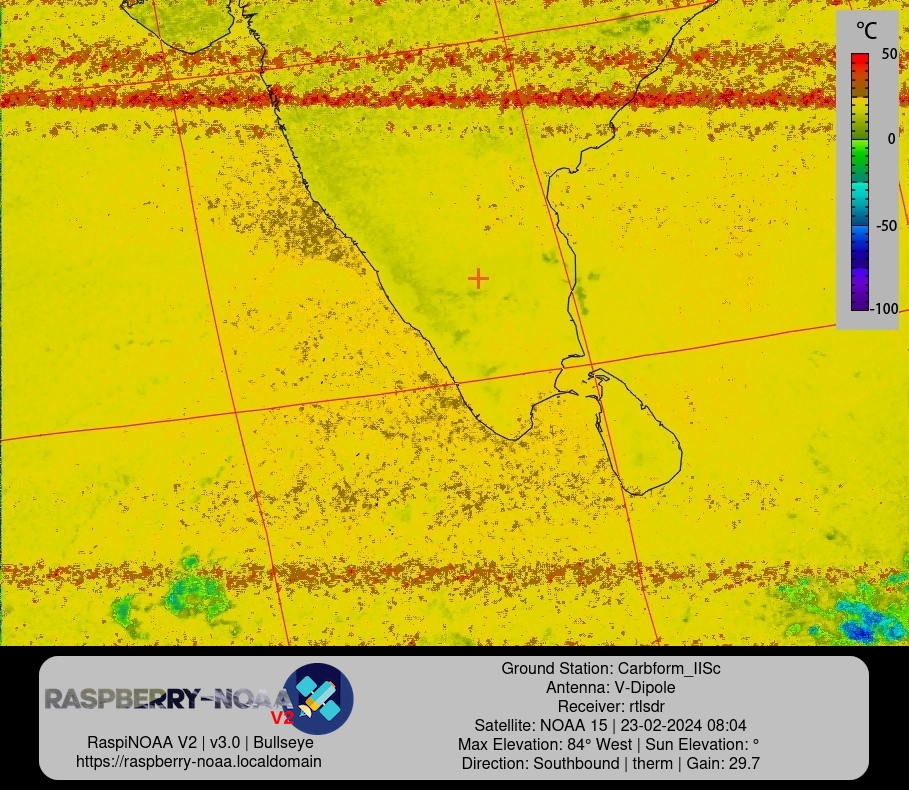 °C
50
0
-50
-100
RASPBERRY-NOAA
V2
RaspiNOAA V2 | v3.0 | Bullseye
https://raspberry-noaa.localdomain
Ground Station: Carbform_IISc
Antenna: V-Dipole
Receiver: rtlsdr
Satellite: NOAA 15 | 23-02-2024 08:04
Max Elevation: 84° West | Sun Elevation: °
Direction: Southbound | therm | Gain: 29.7